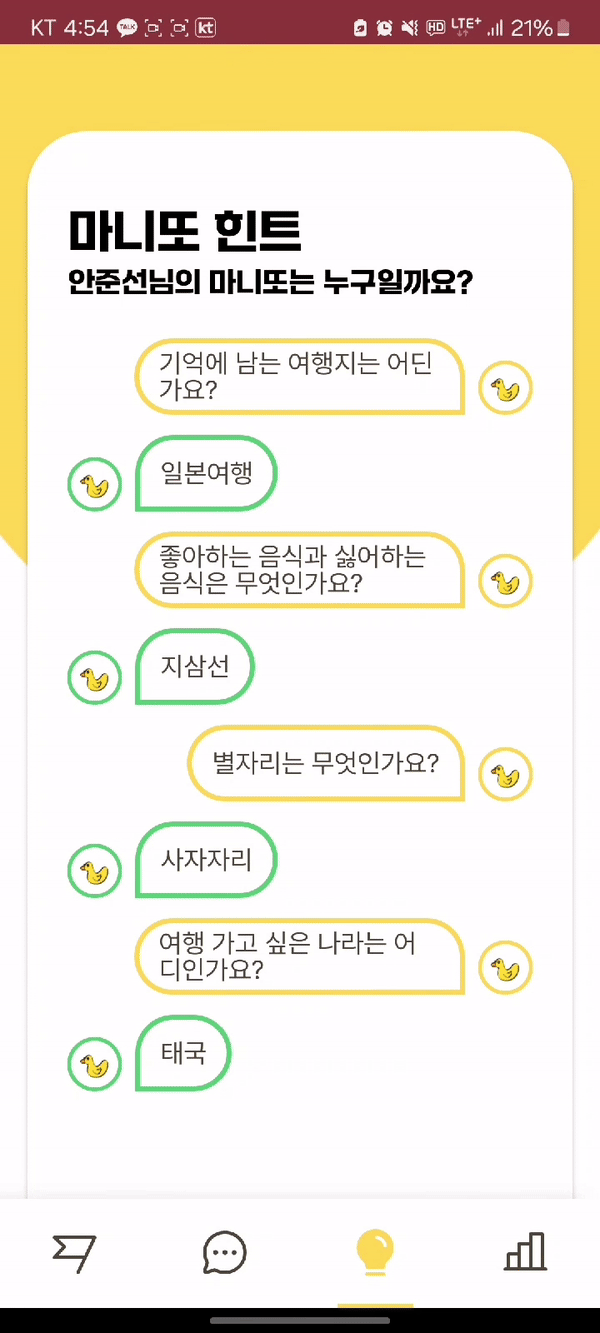 KT 4:54 TALK kt HD LTE+ 21%
마니또 힌트
안준선님의 마니또는 누구일까요?
기억에 남는 여행지는 어딘
가요?
일본여행
좋아하는 음식과 싫어하는
음식은 무엇인가요?
지삼선
별자리는 무엇인가요?
사자자리
여행 가고 싶은 나라는 어
디인가요?
태국